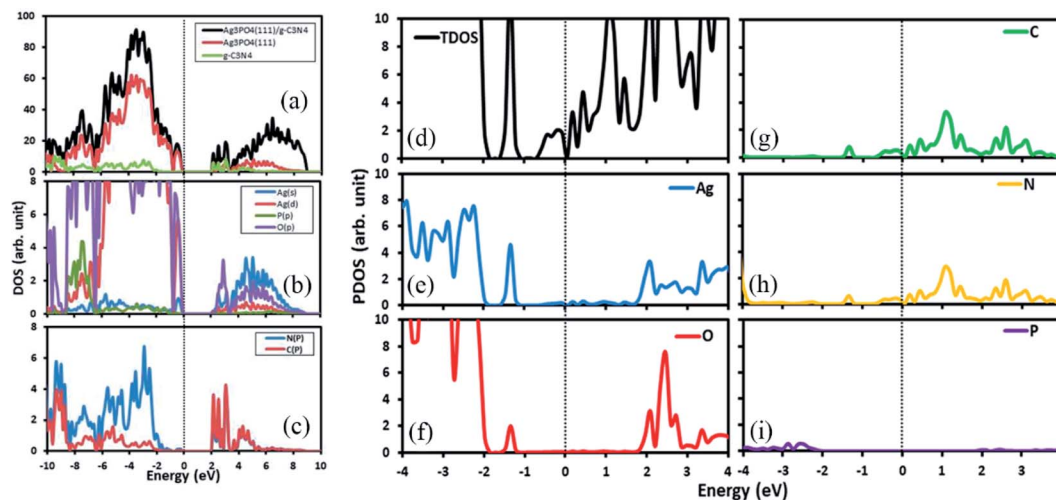 100
80
60
40
20
0
Ag3PO4(111)/g-C3N4
Ag3PO4(111)
g-C3N4
(a)
8
6
4
2
0
Ag(s)
Ag(d)
P(p)
O(p)
(b)
DOS (arb. unit)
8
6
4
2
0
N(P)
C(P)
(c)
-10 -8 -6 -4 -2 0 2 4 6 8 10
Energy (eV)
10
8
6
4
2
0
TDOS
(d)
10
8
6
4
2
0
Ag
(e)
PDOS (arb. unit)
10
8
6
4
2
0
O
(f)
-4 -3 -2 -1 0 1 2 3 4
C
(g)
N
(h)
P
(i)
-4 -3 -2 -1 0 1 2 3
Energy (eV)